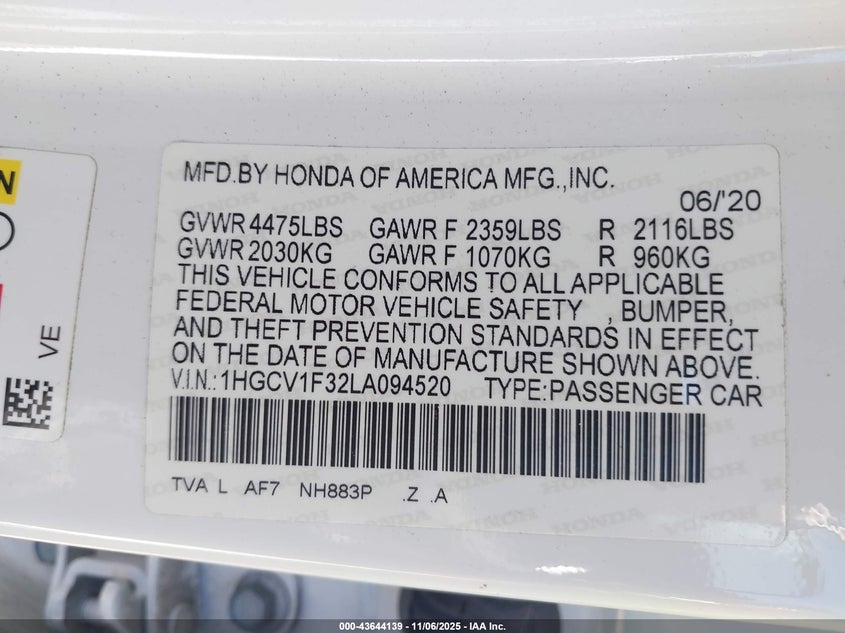 N
VE
MFD.BY HONDA OF AMERICA MFG.,INC.
06/'20
GVWR 4475LBS GAWR F 2359LBS R 2116LBS
GVWR 2030KG GAWR F 1070KG R 960KG
THIS VEHICLE CONFORMS TO ALL APPLICABLE
FEDERAL MOTOR VEHICLE SAFETY , BUMPER,
AND THEFT PREVENTION STANDARDS IN EFFECT
ON THE DATE OF MANUFACTURE SHOWN ABOVE.
V.I.N.:1HGCV1F32LA094520 TYPE:PASSENGER CAR
TVA L AF7 NH883P .Z .A
000-43644139 - 11/06/2025 - IAA Inc.